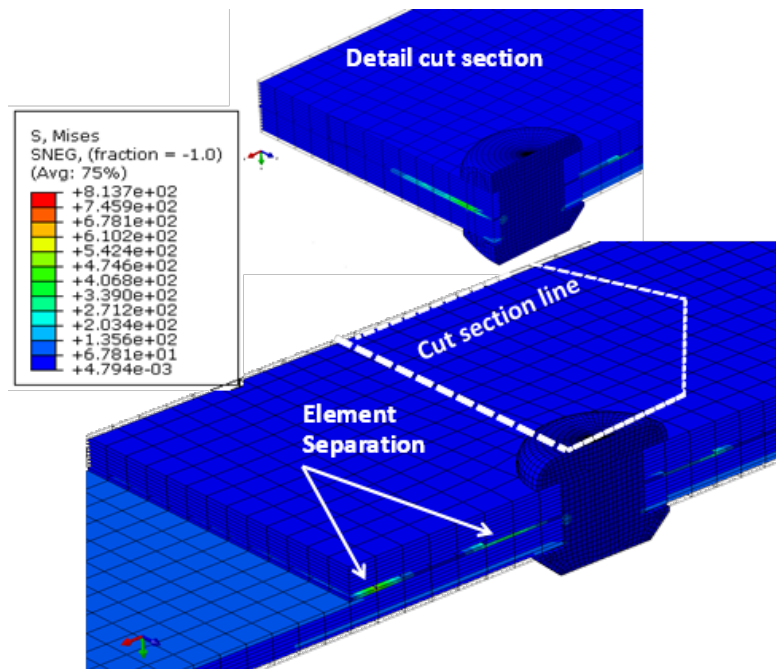 Detail cut section
S, Mises
SNEG, (fraction = -1.0)
(Avg: 75%)
+8.137e+02
+7.459e+02
+6.781e+02
+6.102e+02
+5.424e+02
+4.746e+02
+4.068e+02
+3.390e+02
+2.712e+02
+2.034e+02
+1.356e+02
+6.781e+01
+4.794e-03
Cut section line
Element
Separation